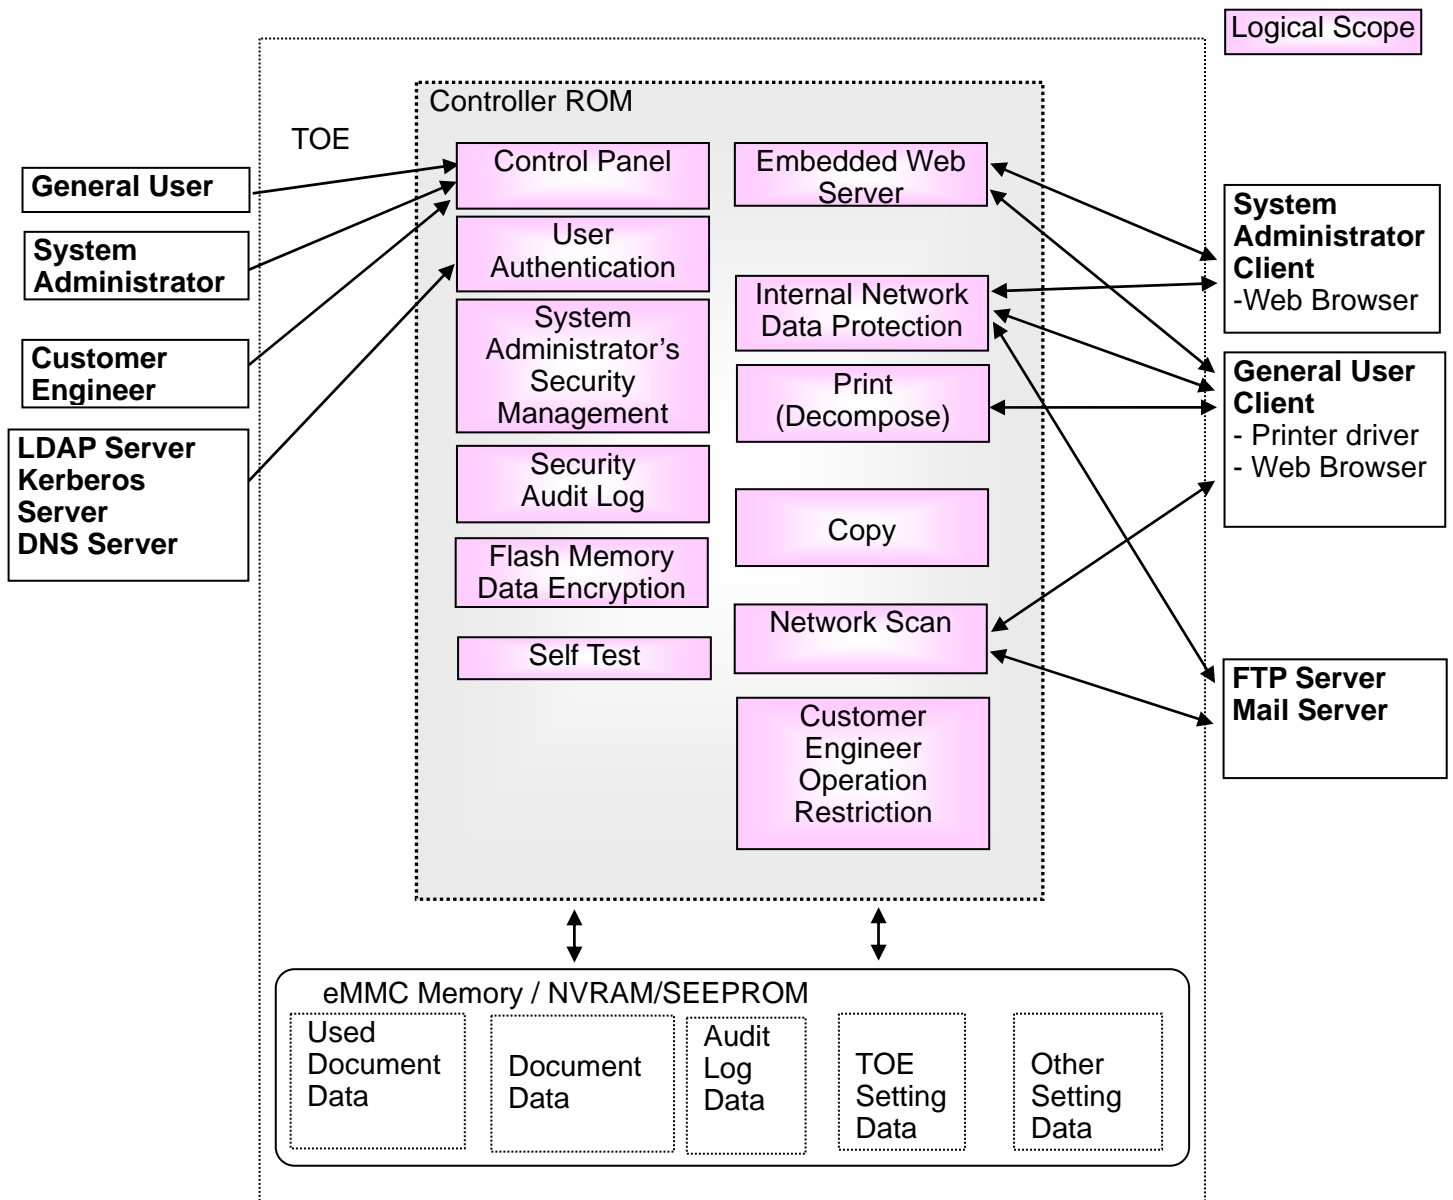 Logical Scope
Controller ROM
TOE
General User
System
Administrator
Customer
Engineer
LDAP Server
Kerberos
Server
DNS Server
Control Panel
User
Authentication
System
Administrator’s
Security
Management
Security
Audit Log
Flash Memory
Data Encryption
Self Test
Embedded Web
Server
Internal Network
Data Protection
Print
(Decompose)
Copy
Network Scan
Customer
Engineer
Operation
Restriction
System
Administrator
Client
-Web Browser
General User
Client
- Printer driver
- Web Browser
FTP Server
Mail Server
eMMC Memory / NVRAM/SEEPROM
Used
Document
Data
Document
Data
Audit
Log
Data
TOE
Setting
Data
Other
Setting
Data